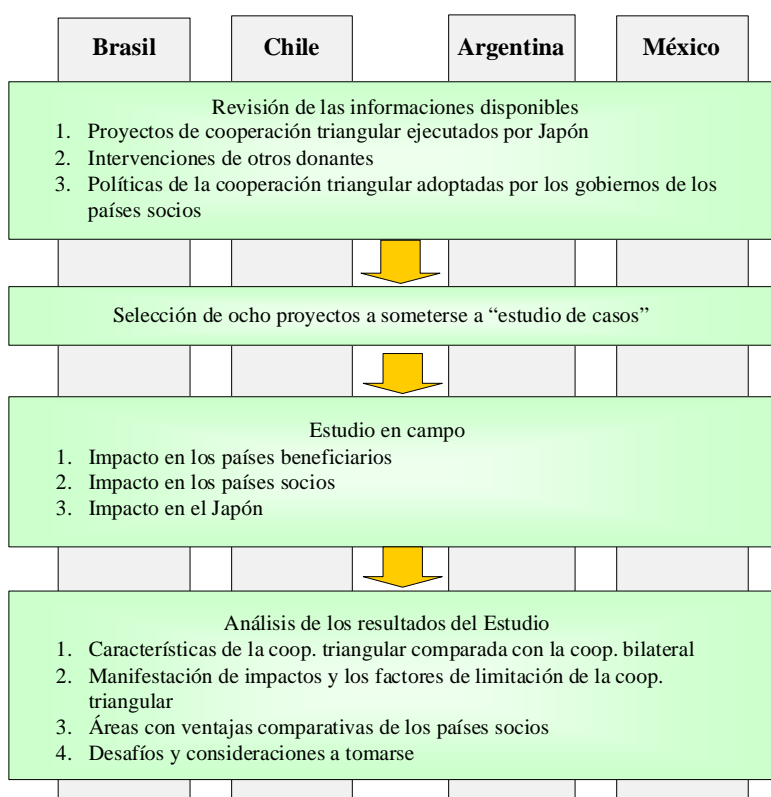 Brasil Chile Argentina México
Revisión de las informaciones disponibles
1. Proyectos de cooperación triangular ejecutados por Japón
2. Intervenciones de otros donantes
3. Políticas de la cooperación triangular adoptadas por los gobiernos de los
países socios
Selección de ocho proyectos a someterse a “estudio de casos”
Estudio en campo
1. Impacto en los países beneficiarios
2. Impacto en los países socios
3. Impacto en el Japón
Análisis de los resultados del Estudio
1. Características de la coop. triangular comparada con la coop. bilateral
2. Manifestación de impactos y los factores de limitación de la coop.
triangular
3. Áreas con ventajas comparativas de los países socios
4. Desafíos y consideraciones a tomarse